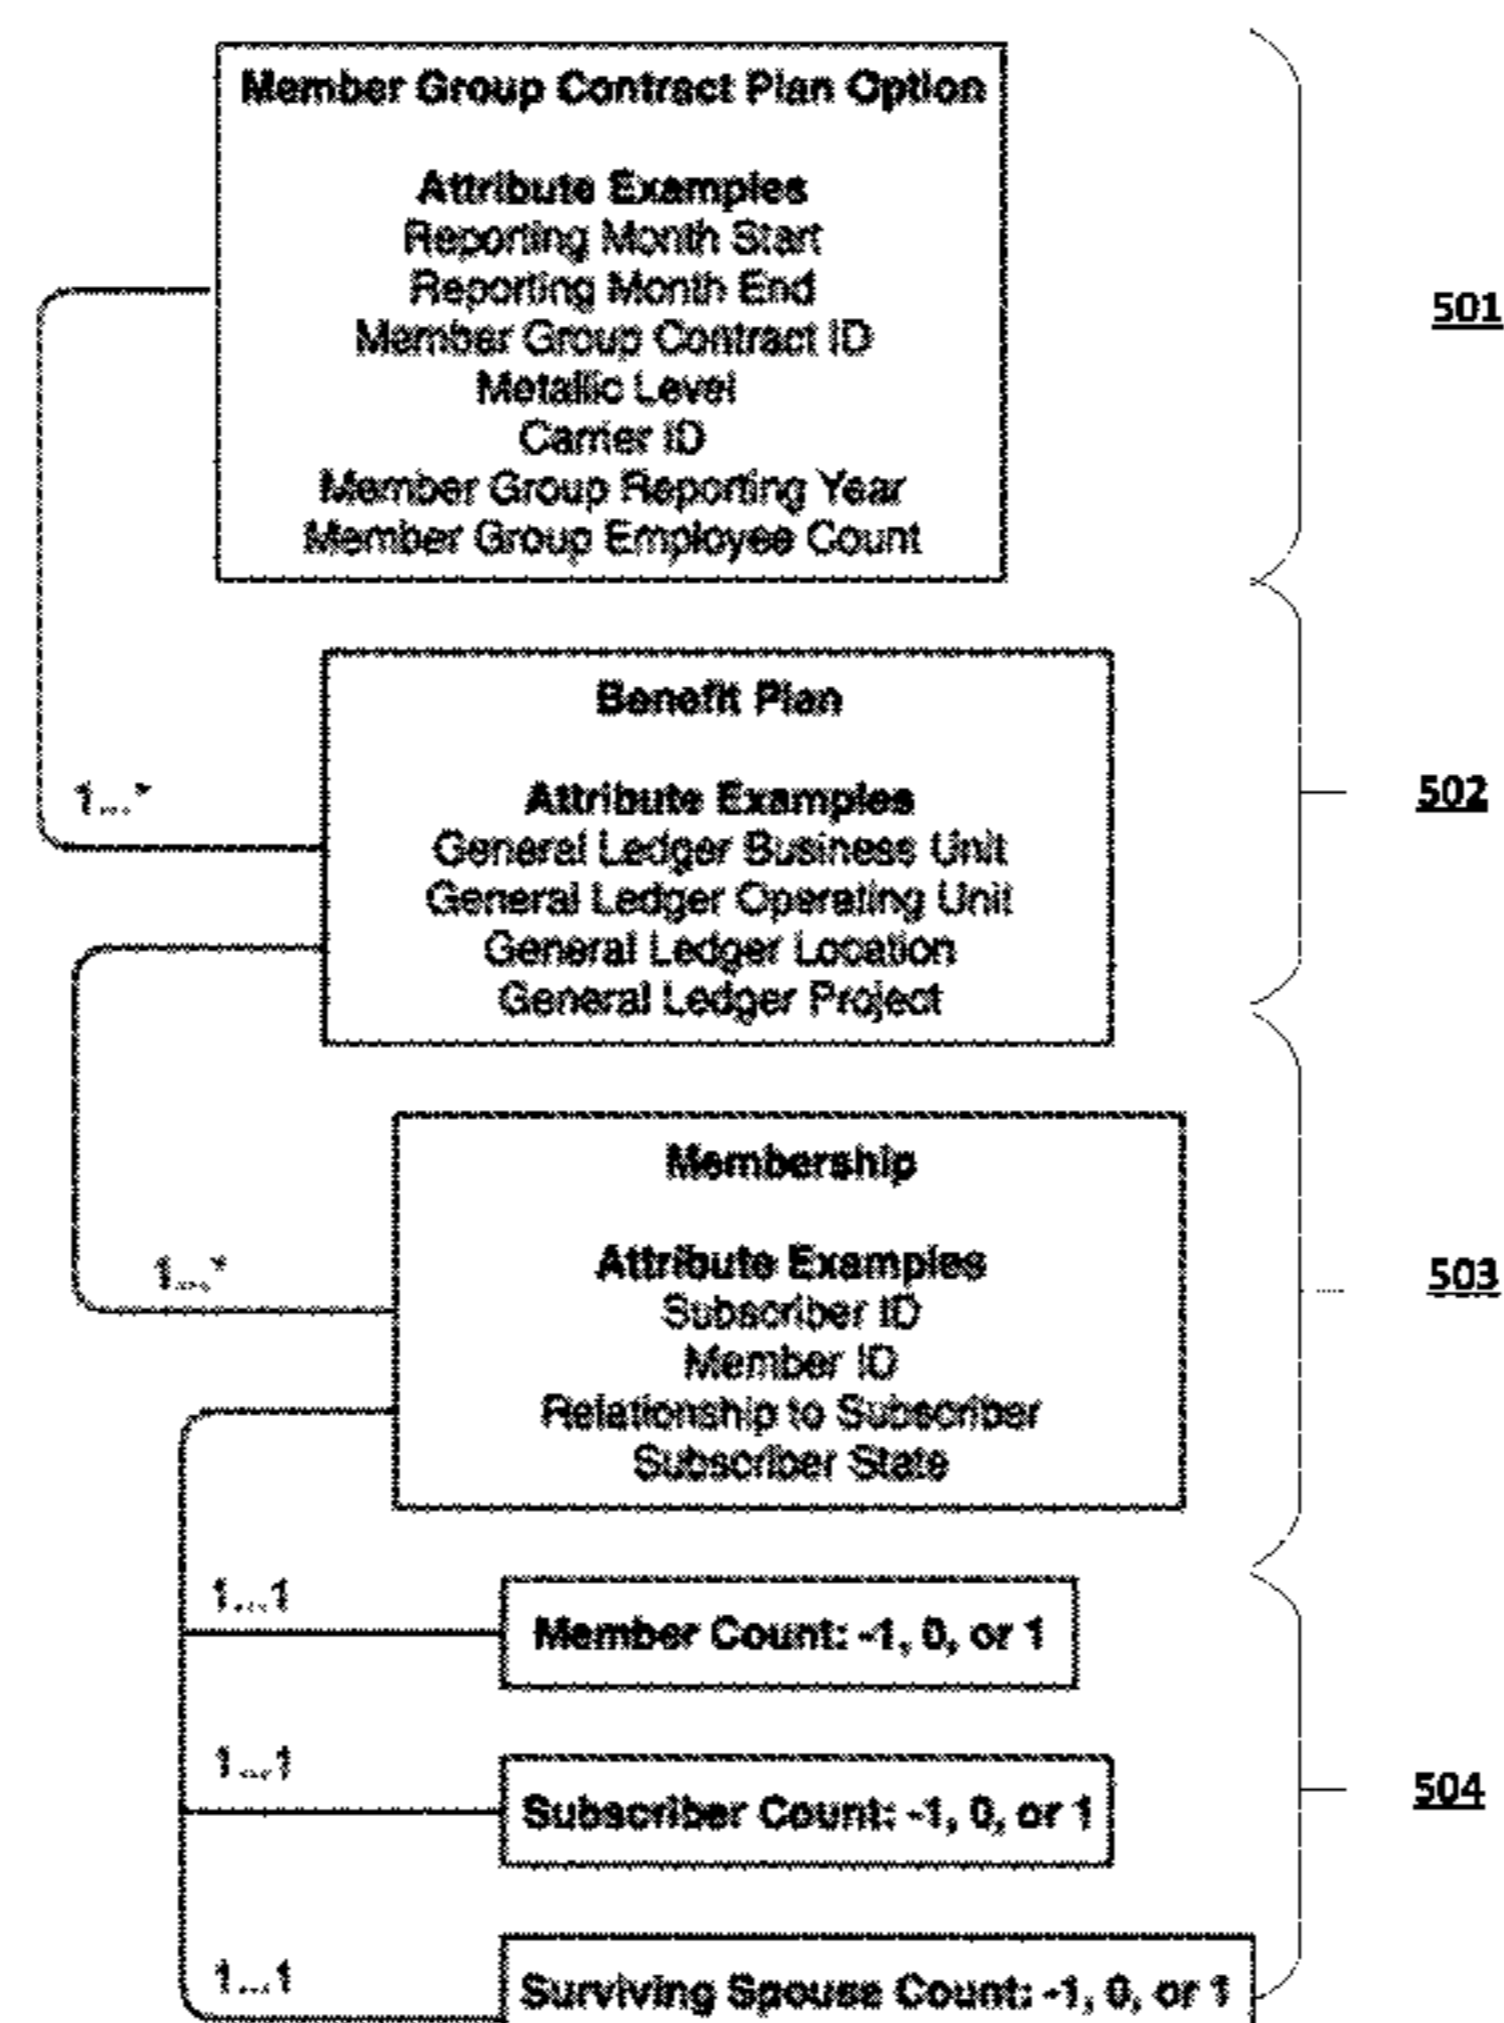 Member Group Contract Plan Option
Attribute Examples
Reporting Month Start
Reporting Month End
Member Group Contract ID
Metallic Level
Carrier ID
Member Group Reporting Year
Member Group Employee Count
501
Benefit Plan
Attribute Examples
General Ledger Business Unit
General Ledger Operating Unit
General Ledger Location
General Ledger Project
1...*
502
Membership
Attribute Examples
Subscriber ID
Member ID
Relationship to Subscriber
Subscriber State
1...*
503
1...1
Member Count: -1, 0, or 1
1...1
Subscriber Count: -1, 0, or 1
504
1...1
Surviving Spouse Count: -1, 0, or 1